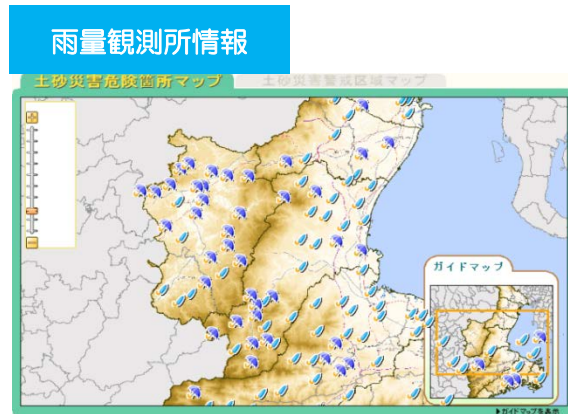 雨量観測所情報
土砂災害危険箇所マップ 土砂災害警戒区域マップ
ガイドマップ
▶ガイドマップを表示